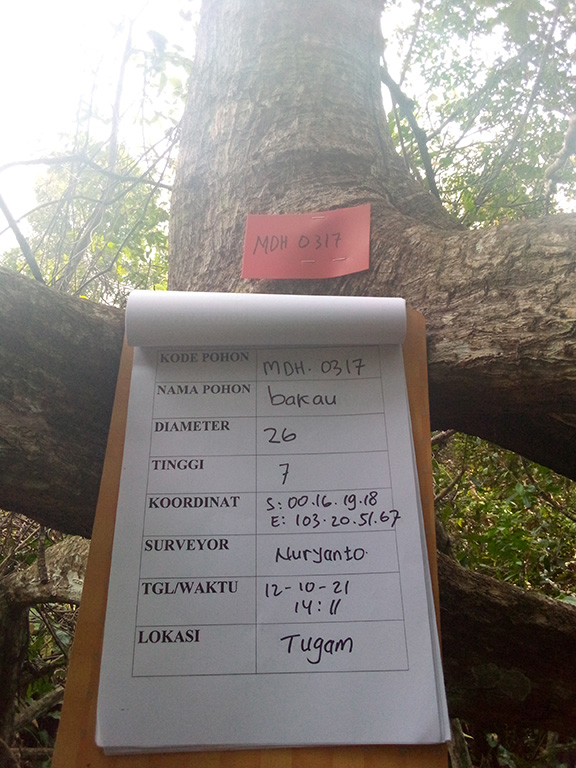 MDH 0317
KODE POHON MDH. 0317
NAMA POHON bakau
DIAMETER 26
TINGGI 7
KOORDINAT S: 00.16.19.18
E: 103.20.51.67
SURVEYOR Nuryanto.
TGL/WAKTU 12-10-21
14:11
LOKASI Tugam